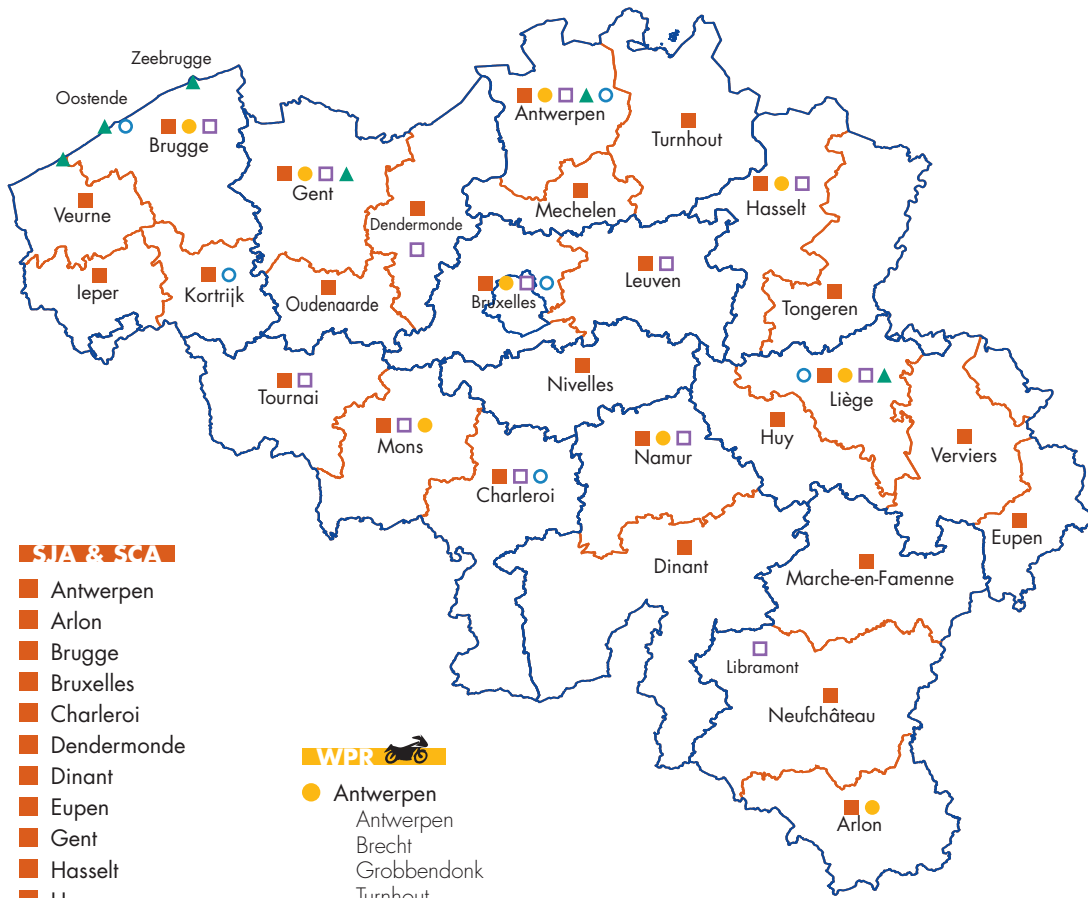 Zeebrugge
Oostende
Brugge
Antwerpen
Turnhout
Gent
Hasselt
Veurne
Mechelen
Dendermonde
Ieper
Kortrijk
Oudenaarde
Bruxelles
Leuven
Tongeren
Tournai
Nivelles
Liège
Mons
Namur
Huy
Verviers
Charleroi
Eupen
Dinant
Marche-en-Famenne
Libramont
Neufchâteau
Arlon
SJA & SCA
Antwerpen
Arlon
Brugge
Bruxelles
Charleroi
Dendermonde
Dinant
Eupen
Gent
Hasselt
WPR
Antwerpen
Antwerpen
Brecht
Grobbendonk
Turnhout